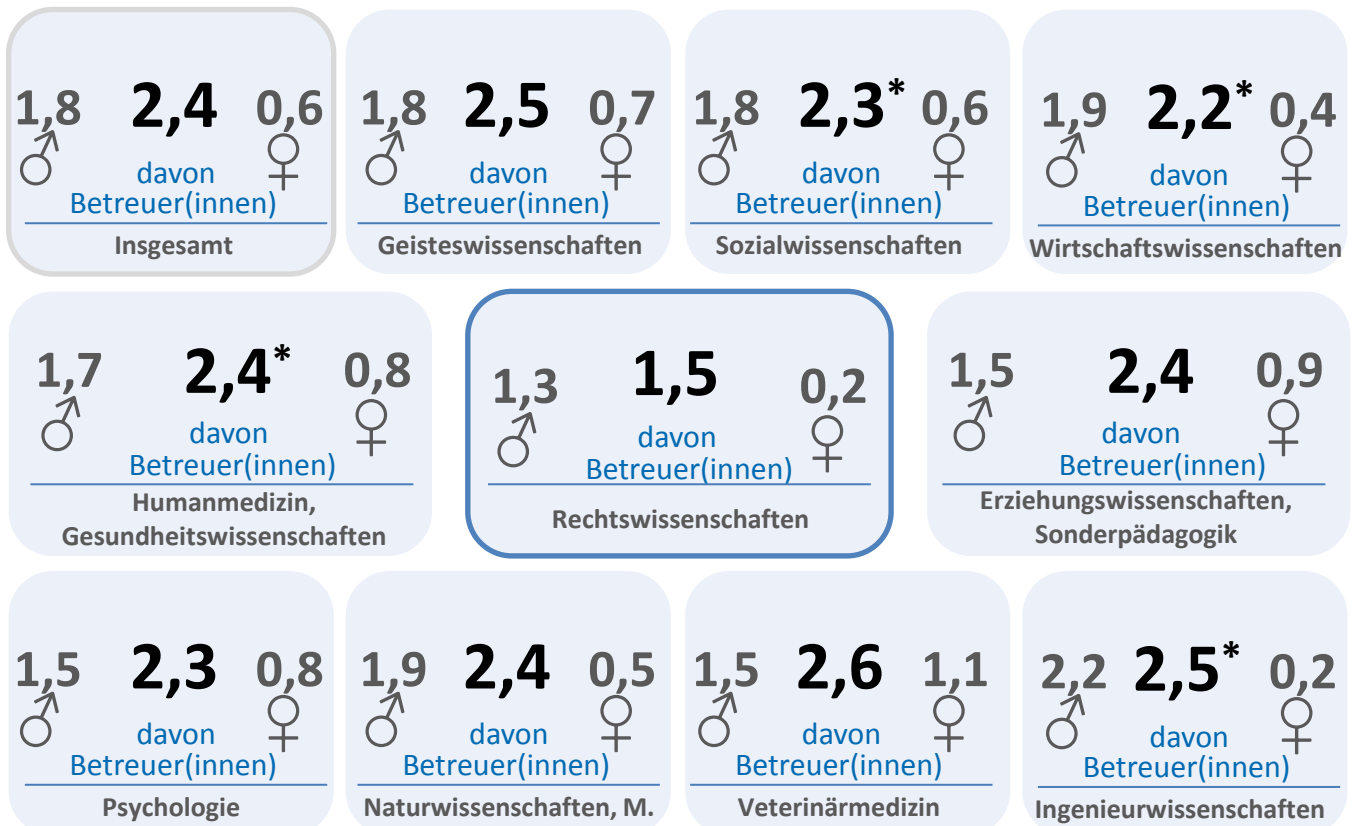 1,8 ♂ 2,4 0,6 ♀
davon
Betreuer(innen)
Insgesamt
1,8 ♂ 2,5 0,7 ♀
davon
Betreuer(innen)
Geisteswissenschaften
1,8 ♂ 2,3* 0,6 ♀
davon
Betreuer(innen)
Sozialwissenschaften
1,9 ♂ 2,2* 0,4 ♀
davon
Betreuer(innen)
Wirtschaftswissenschaften
1,7 ♂ 2,4* 0,8 ♀
davon
Betreuer(innen)
Humanmedizin,
Gesundheitswissenschaften
1,3 ♂ 1,5 0,2 ♀
davon
Betreuer(innen)
Rechtswissenschaften
1,5 ♂ 2,4 0,9 ♀
davon
Betreuer(innen)
Erziehungswissenschaften,
Sonderpädagogik
1,5 ♂ 2,3 0,8 ♀
davon
Betreuer(innen)
Psychologie
1,9 ♂ 2,4 0,5 ♀
davon
Betreuer(innen)
Naturwissenschaften, M.
1,5 ♂ 2,6 1,1 ♀
davon
Betreuer(innen)
Veterinärmedizin
2,2 ♂ 2,5* 0,2 ♀
davon
Betreuer(innen)
Ingenieurwissenschaften